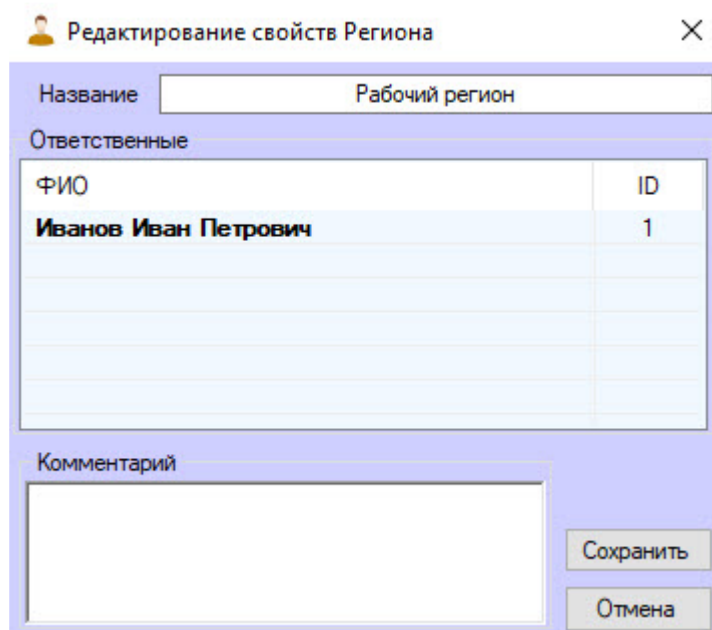 Редактирование свойств Региона
Название Рабочий регион
Ответственные
ФИО ID
Иванов Иван Петрович 1
Комментарий
Сохранить
Отмена